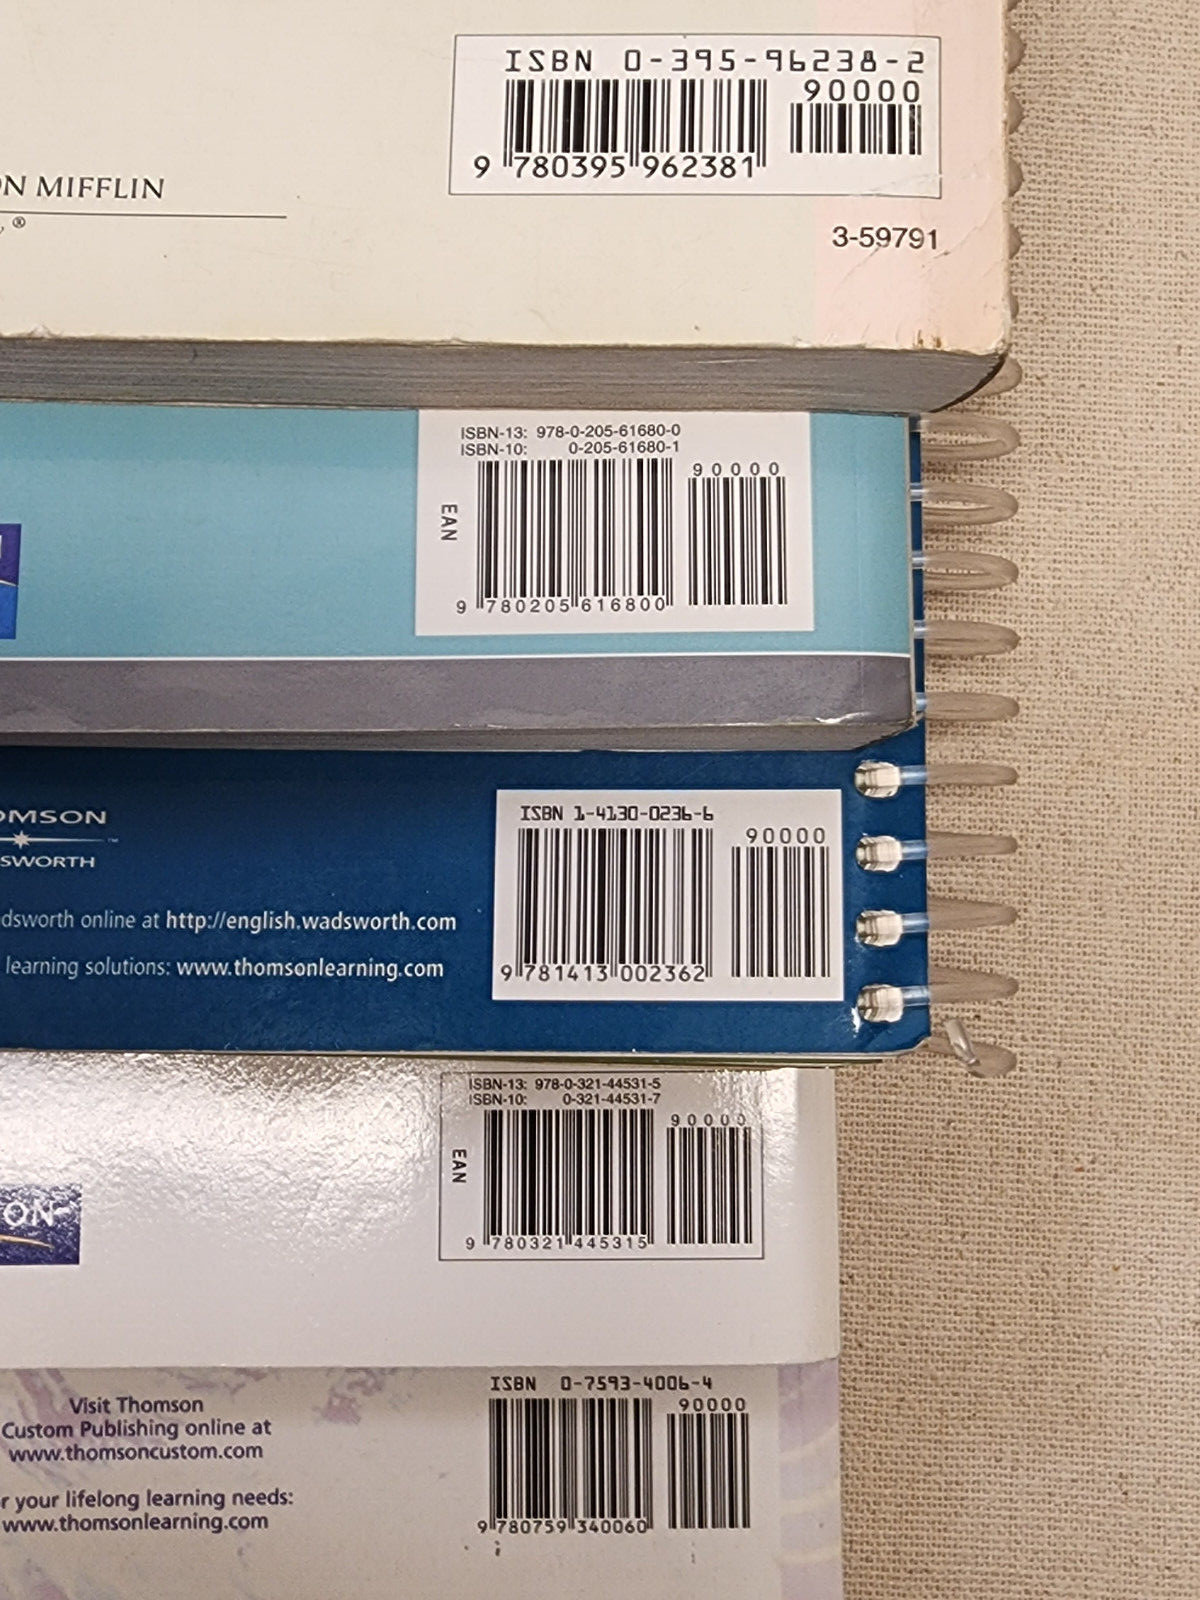 ISBN 0-395-96238-2
90000
9 780395 962381
ON MIFFLIN
®
3-59791
ISBN-13: 978-0-205-61680-0
ISBN-10: 0-205-61680-1
90000
EAN
9 780205 616800
OMSON
SWORTH
™
ISBN 1-4130-0236-6
90000
dsworth online at http://english.wadsworth.com
learning solutions: www.thomsonlearning.com
9 781413 002362
ISBN-13: 978-0-321-44531-5
ISBN-10: 0-321-44531-7
90000
EAN
ON
9 780321 445315
ISBN 0-7593-4006-4
90000
Visit Thomson
Custom Publishing online at
www.thomsoncustom.com
r your lifelong learning needs:
www.thomsonlearning.com
9 780759 340060